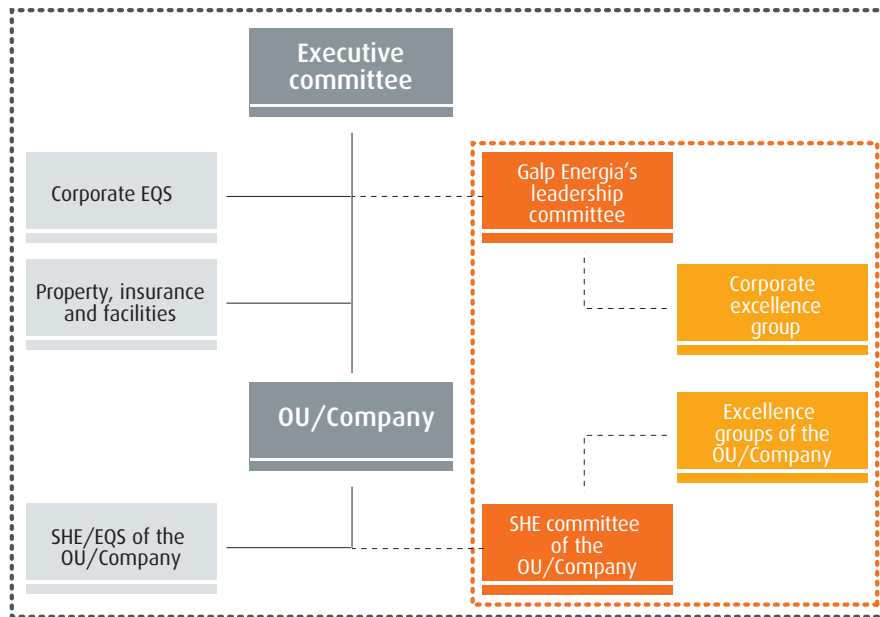 Executive
committee
Corporate EQS
Galp Energia’s
leadership
committee
Property, insurance
and facilities
Corporate
excellence
group
OU/Company
Excellence
groups of the
OU/Company
SHE/EQS of the
OU/Company
SHE committee
of the
OU/Company